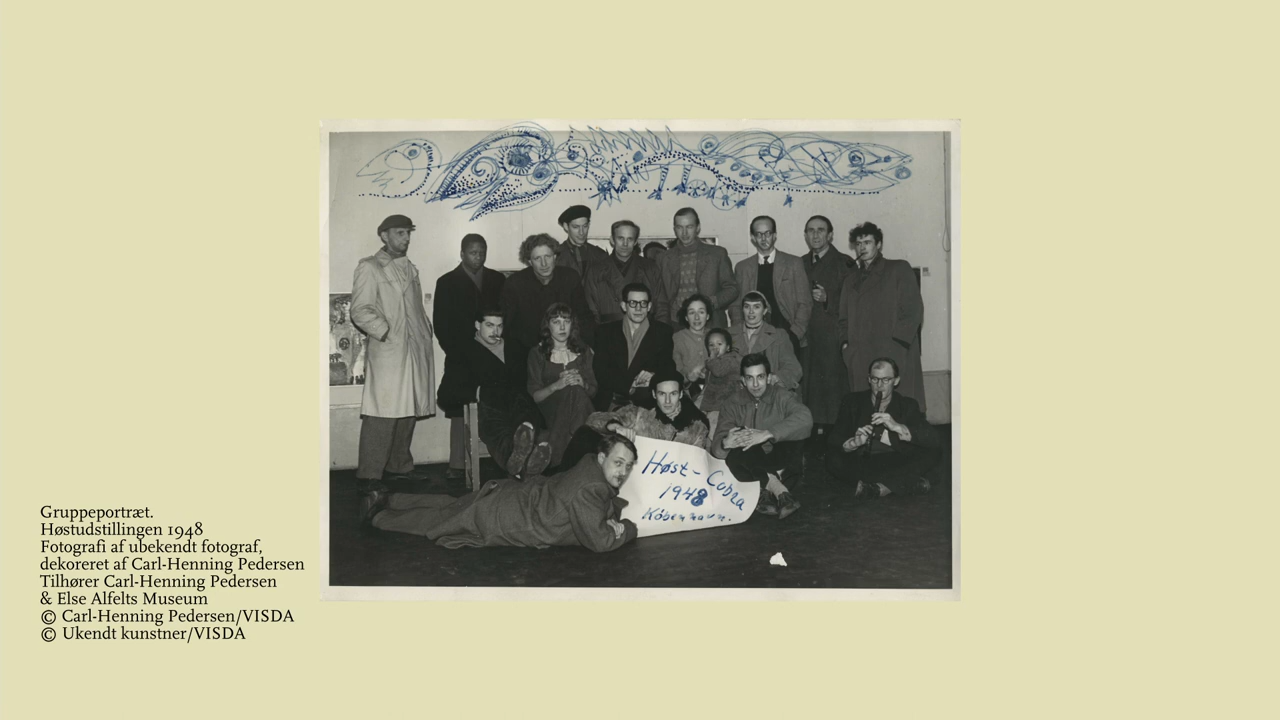 Høst- Cobra
1948
København.
Gruppeportræt.
Høstudstillingen 1948
Fotografi af ubekendt fotograf,
dekoreret af Carl-Henning Pedersen
Tilhører Carl-Henning Pedersen
& Else Alfelts Museum
© Carl-Henning Pedersen/VISDA
© Ukendt kunstner/VISDA